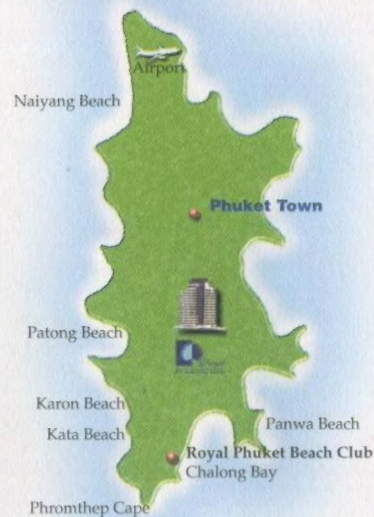 Airport
Naiyang Beach
Phuket Town
Patong Beach
Karon Beach
Kata Beach
Panwa Beach
Royal Phuket Beach Club
Chalong Bay
Phromthep Cape